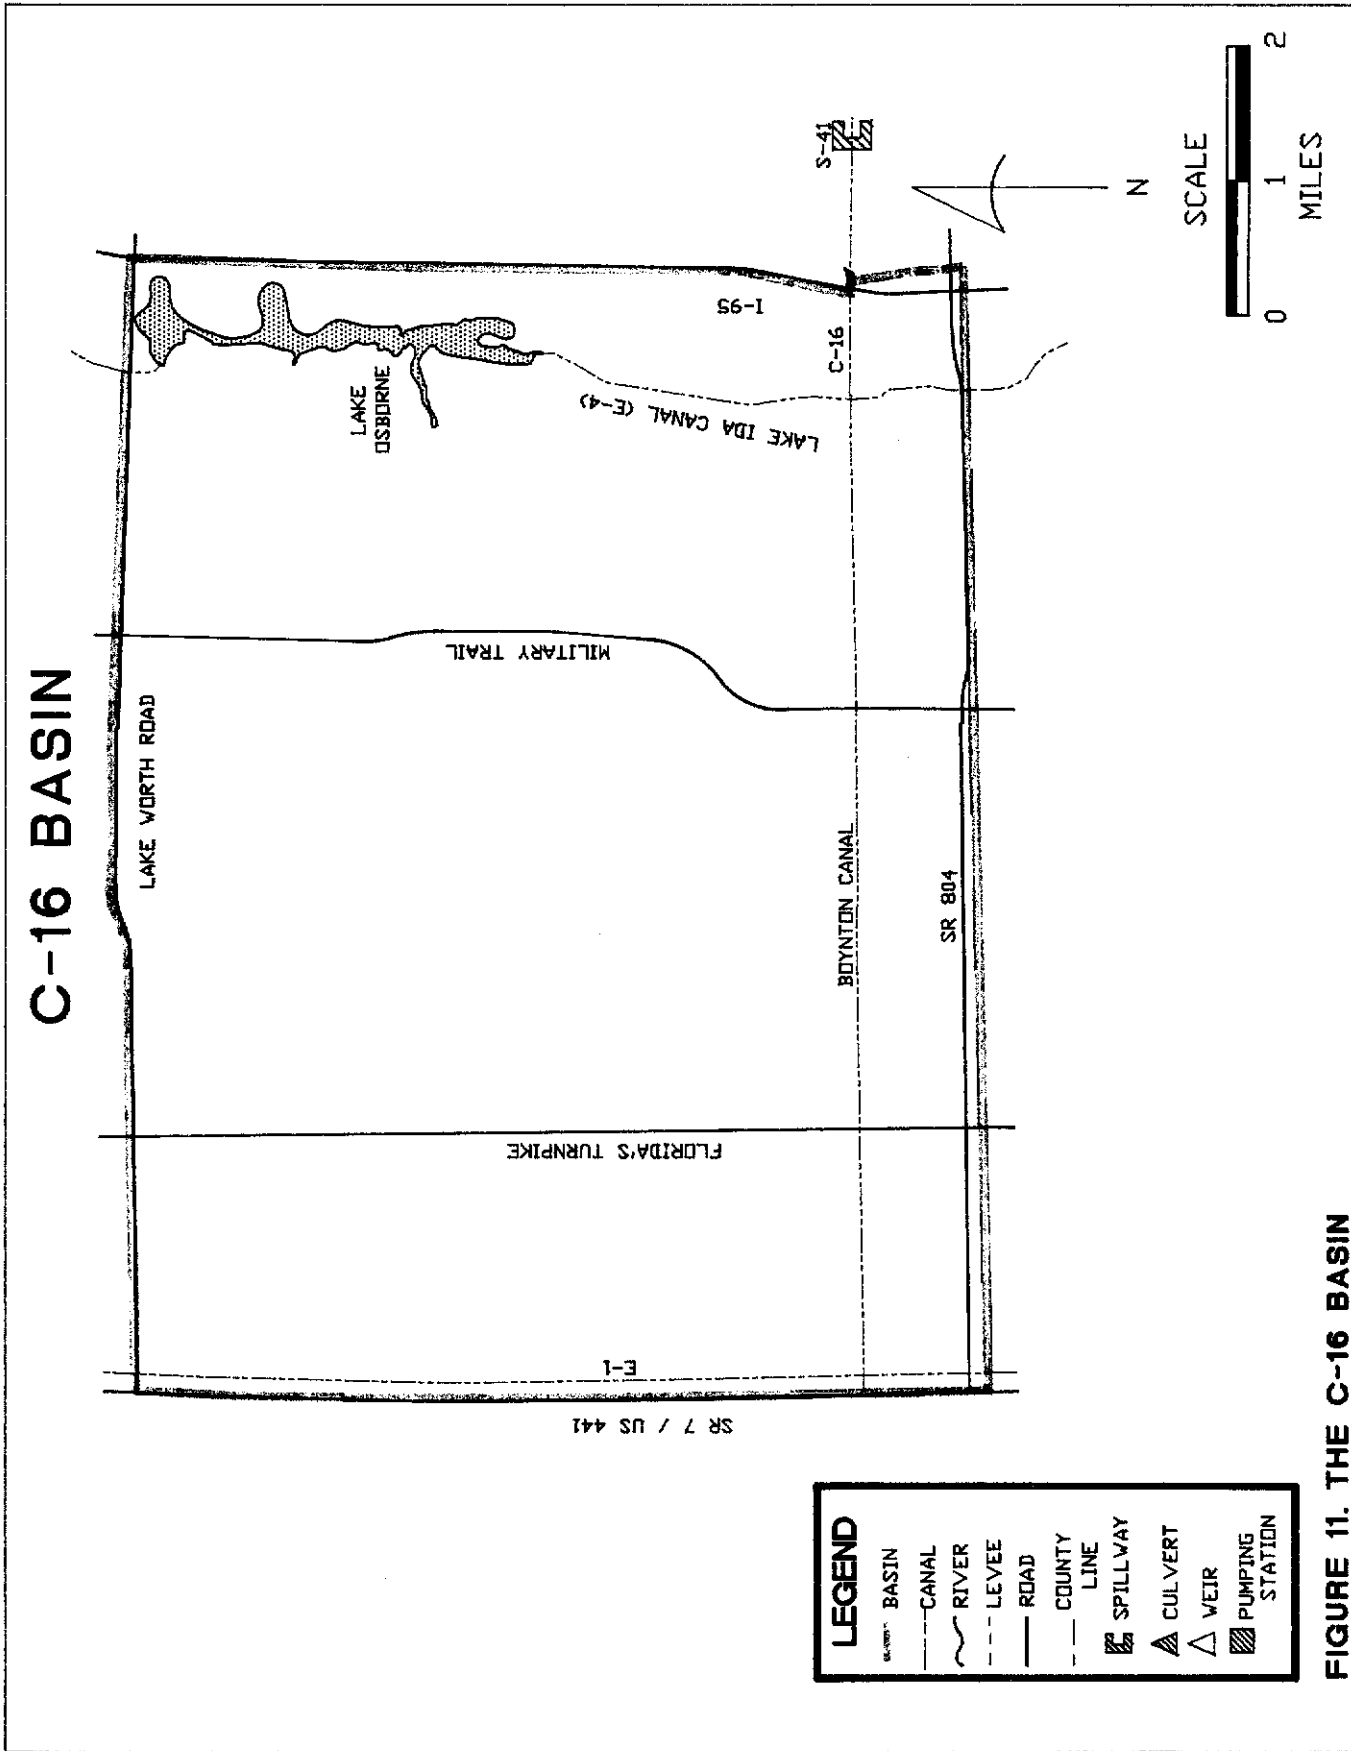 C-16 BASIN
LAKE WORTH ROAD
LAKE
OSBORNE
I-95
S-41
C-16
LAKE IDA CANAL (E-4)
MILITARY TRAIL
BOYNTON CANAL
SR 804
FLORIDA'S TURNPIKE
E-1
SR 7 / US 441
N
SCALE
0 1 2
MILES
LEGEND
BASIN
CANAL
RIVER
LEVEE
ROAD
COUNTY
LINE
SPILLWAY
CULVERT
WEIR
PUMPING
STATION
FIGURE 11. THE C-16 BASIN